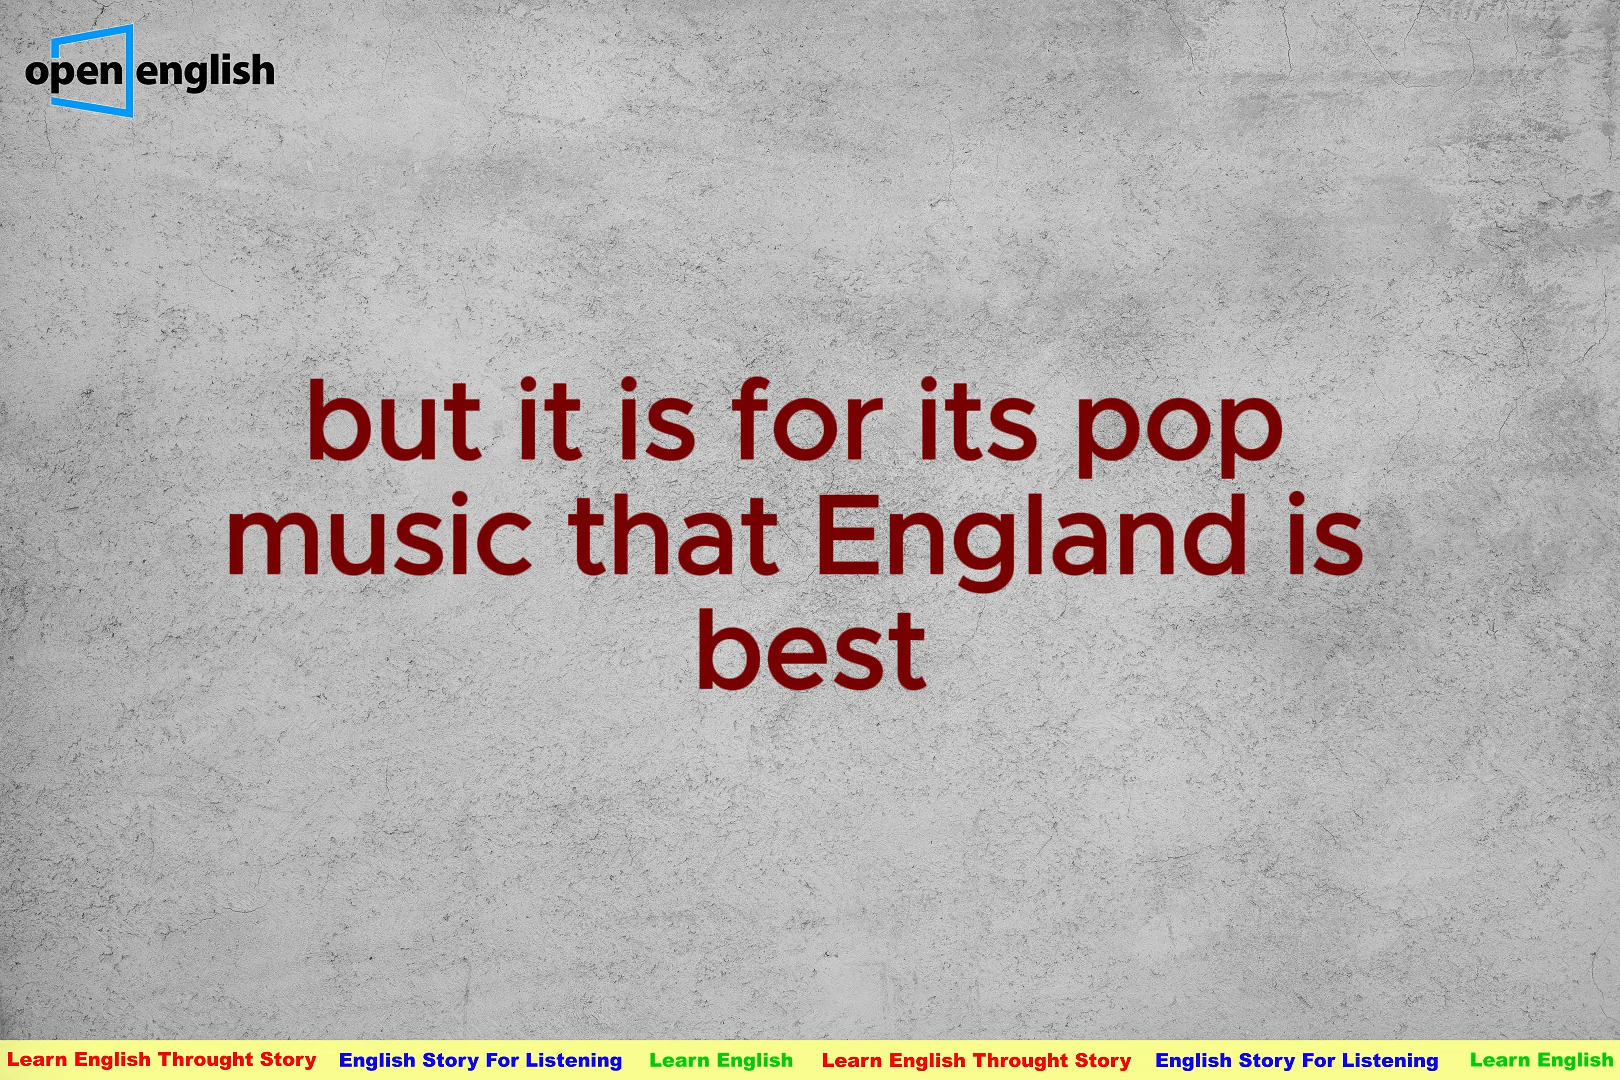 open english
but it is for its pop
music that England is
best
Learn English Throught Story English Story For Listening Learn English Learn English Throught Story English Story For Listening Learn English